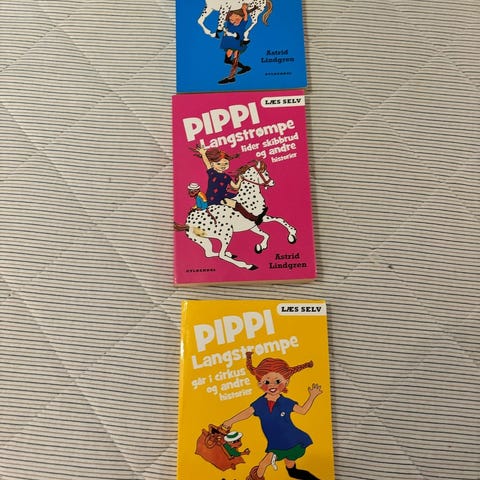 Astrid
Lindgren
GYLDENDAL
LÆS SELV
PIPPI
Langstrømpe
lider skibbrud
og andre
historier
Astrid
Lindgren
GYLDENDAL
LÆS SELV
PIPPI
Langstrømpe
går i cirkus
og andre
historier